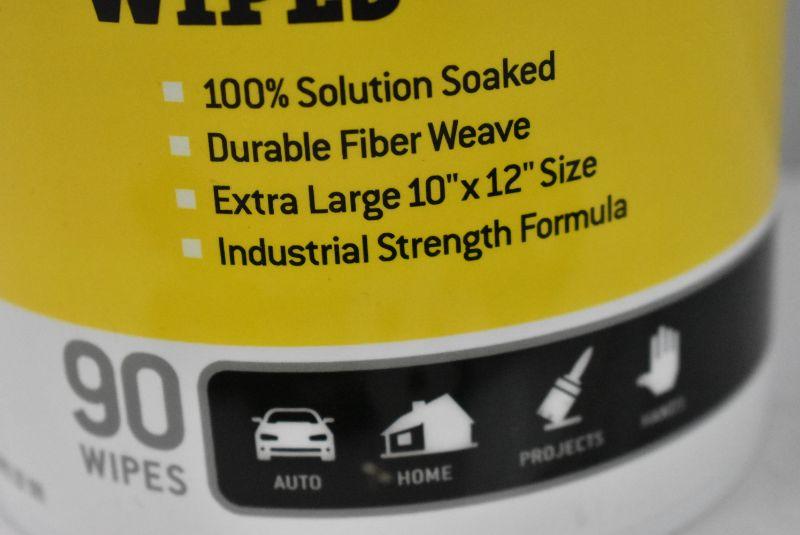 WIPES
100% Solution Soaked
Durable Fiber Weave
Extra Large 10" x 12" Size
Industrial Strength Formula
90
WIPES
AUTO
HOME
PROJECTS
HANDS